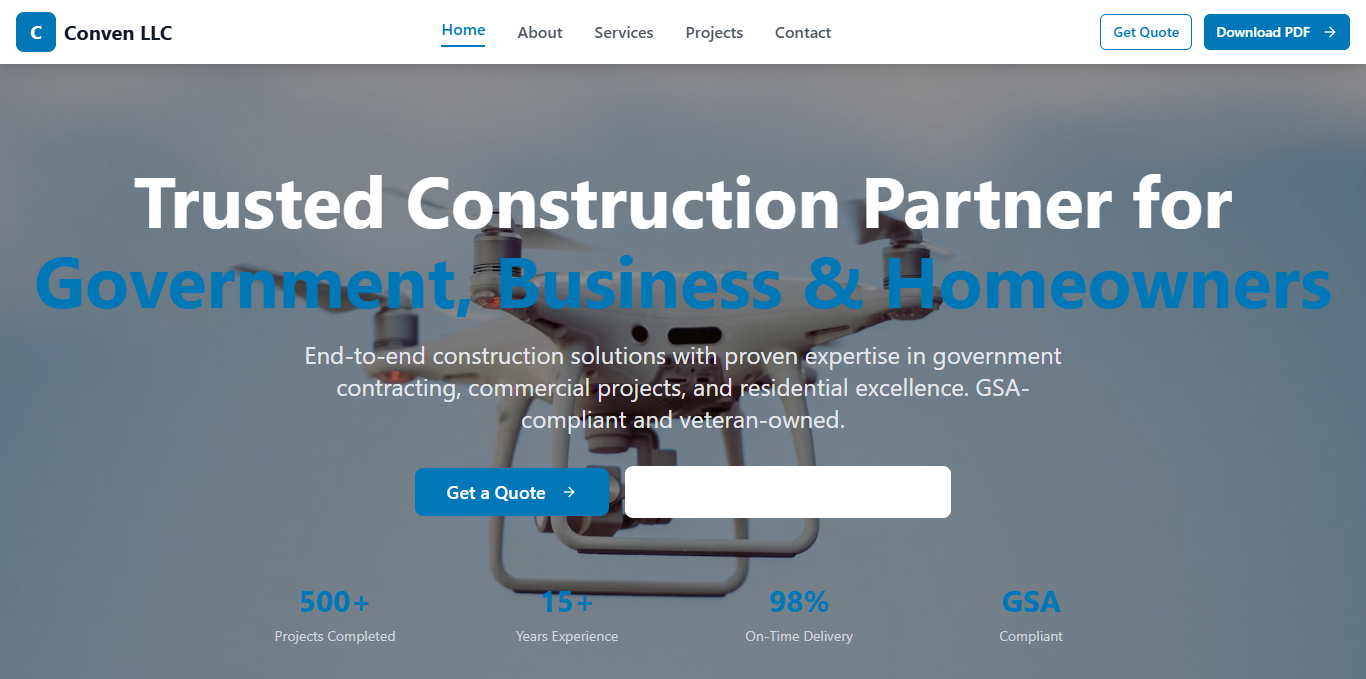 C Conven LLC
Home About Services Projects Contact
Get Quote Download PDF
Trusted Construction Partner for
Government, Business & Homeowners
End-to-end construction solutions with proven expertise in government
contracting, commercial projects, and residential excellence. GSA-
compliant and veteran-owned.
Get a Quote
500+ 15+ 98% GSA
Projects Completed Years Experience On-Time Delivery Compliant